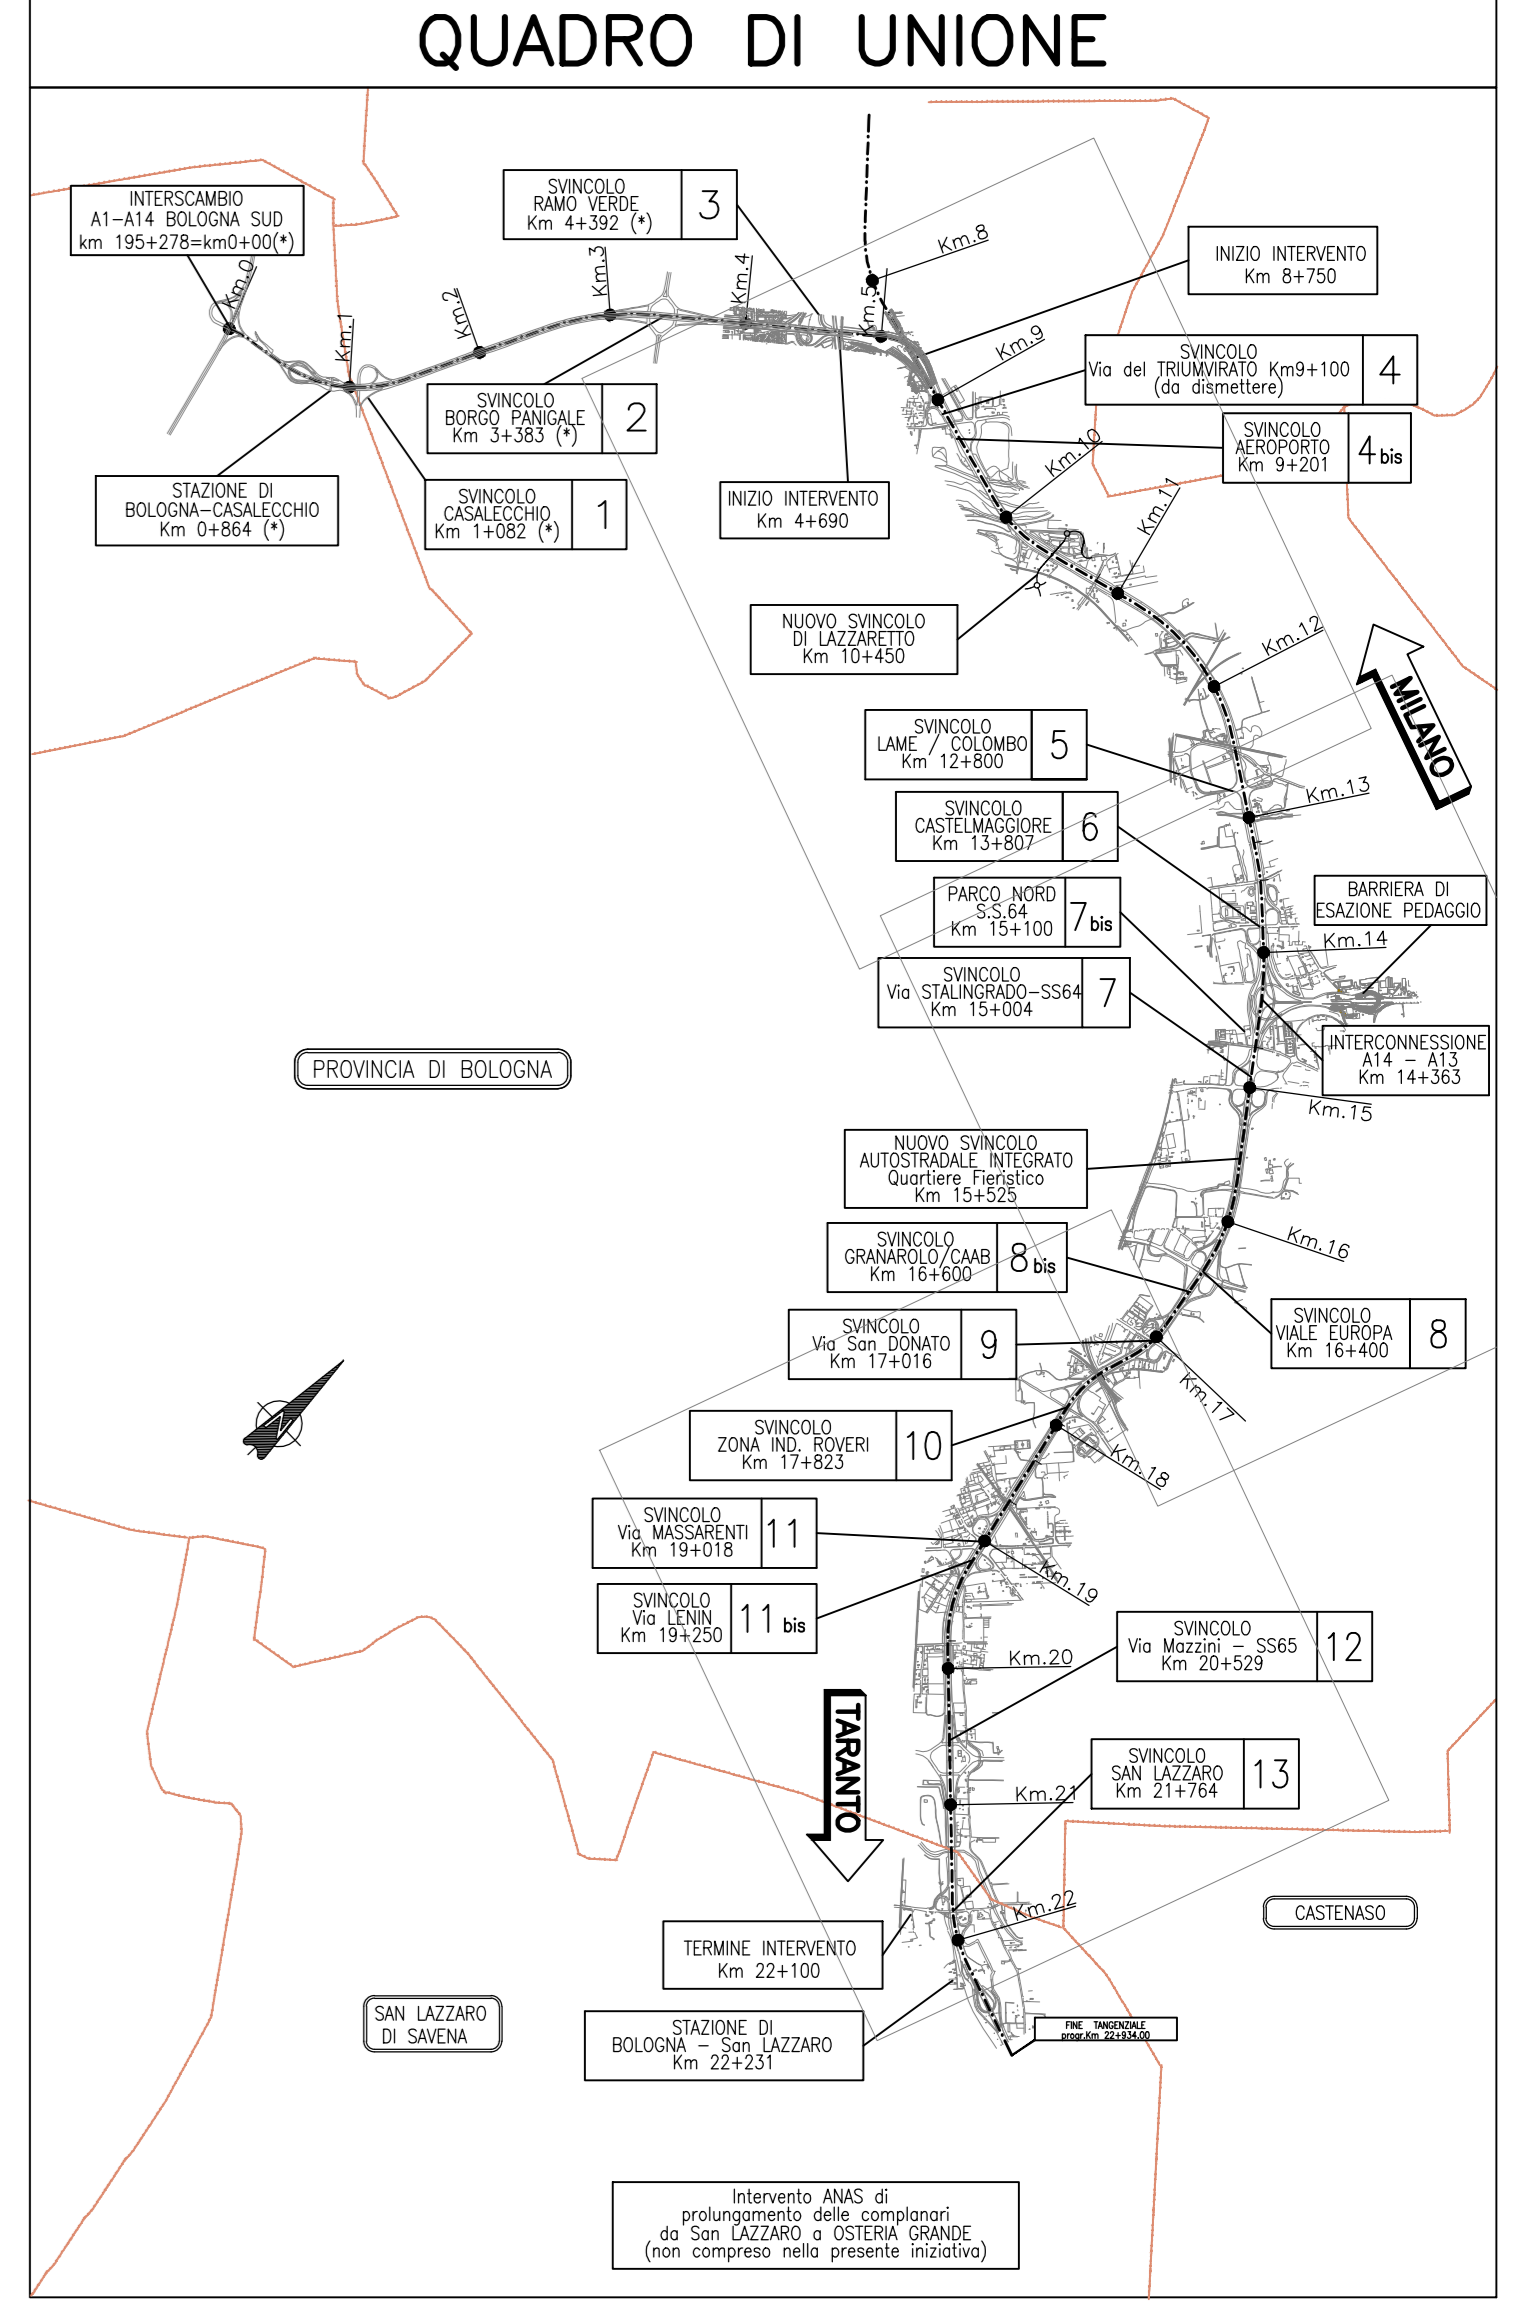 QUADRO DI UNIONE
INTERSCAMBIO
A1-A14 BOLOGNA SUD
km 195+278=km0+00(*)
SVINCOLO
RAMO VERDE
Km 4+392 (*)
3
Km.0
Km.1
Km.2
Km.3
Km.4
Km.5
Km.8
INIZIO INTERVENTO
Km 8+750
Km.9
SVINCOLO
Via del TRIUMVIRATO Km9+100
(da dismettere)
4
SVINCOLO
BORGO PANIGALE
Km 3+383 (*)
2
SVINCOLO
AEROPORTO
Km 9+201
4 bis
STAZIONE DI
BOLOGNA-CASALECCHIO
Km 0+864 (*)
SVINCOLO
CASALECCHIO
Km 1+082 (*)
1
INIZIO INTERVENTO
Km 4+690
Km.10
Km.11
NUOVO SVINCOLO
DI LAZZARETTO
Km 10+450
Km.12
MILANO
SVINCOLO
LAME / COLOMBO
Km 12+800
5
Km.13
SVINCOLO
CASTELMAGGIORE
Km 13+807
6
PARCO NORD
S.S.64
Km 15+100
7 bis
BARRIERA DI
ESAZIONE PEDAGGIO
Km.14
SVINCOLO
Via STALINGRADO-SS64
Km 15+004
7
INTERCONNESSIONE
A14 - A13
Km 14+363
PROVINCIA DI BOLOGNA
Km.15
NUOVO SVINCOLO
AUTOSTRADALE INTEGRATO
Quartiere Fieristico
Km 15+525
Km.16
SVINCOLO
GRANAROLO/CAAB
Km 16+600
8 bis
SVINCOLO
VIALE EUROPA
Km 16+400
8
SVINCOLO
Via San DONATO
Km 17+016
9
Km.17
SVINCOLO
ZONA IND. ROVERI
Km 17+823
10
Km.18
SVINCOLO
Via MASSARENTI
Km 19+018
11
Km.19
SVINCOLO
Via LENIN
Km 19+250
11 bis
SVINCOLO
Via Mazzini - SS65
Km 20+529
12
Km.20
TARANTO
SVINCOLO
SAN LAZZARO
Km 21+764
13
Km.21
Km.22
CASTENASO
TERMINE INTERVENTO
Km 22+100
SAN LAZZARO
DI SAVENA
STAZIONE DI
BOLOGNA - San LAZZARO
Km 22+231
FINE TANGENZIALE
progr.Km 22+934.00
Intervento ANAS di
prolungamento delle complanari
da San LAZZARO a OSTERIA GRANDE
(non compreso nella presente iniziativa)